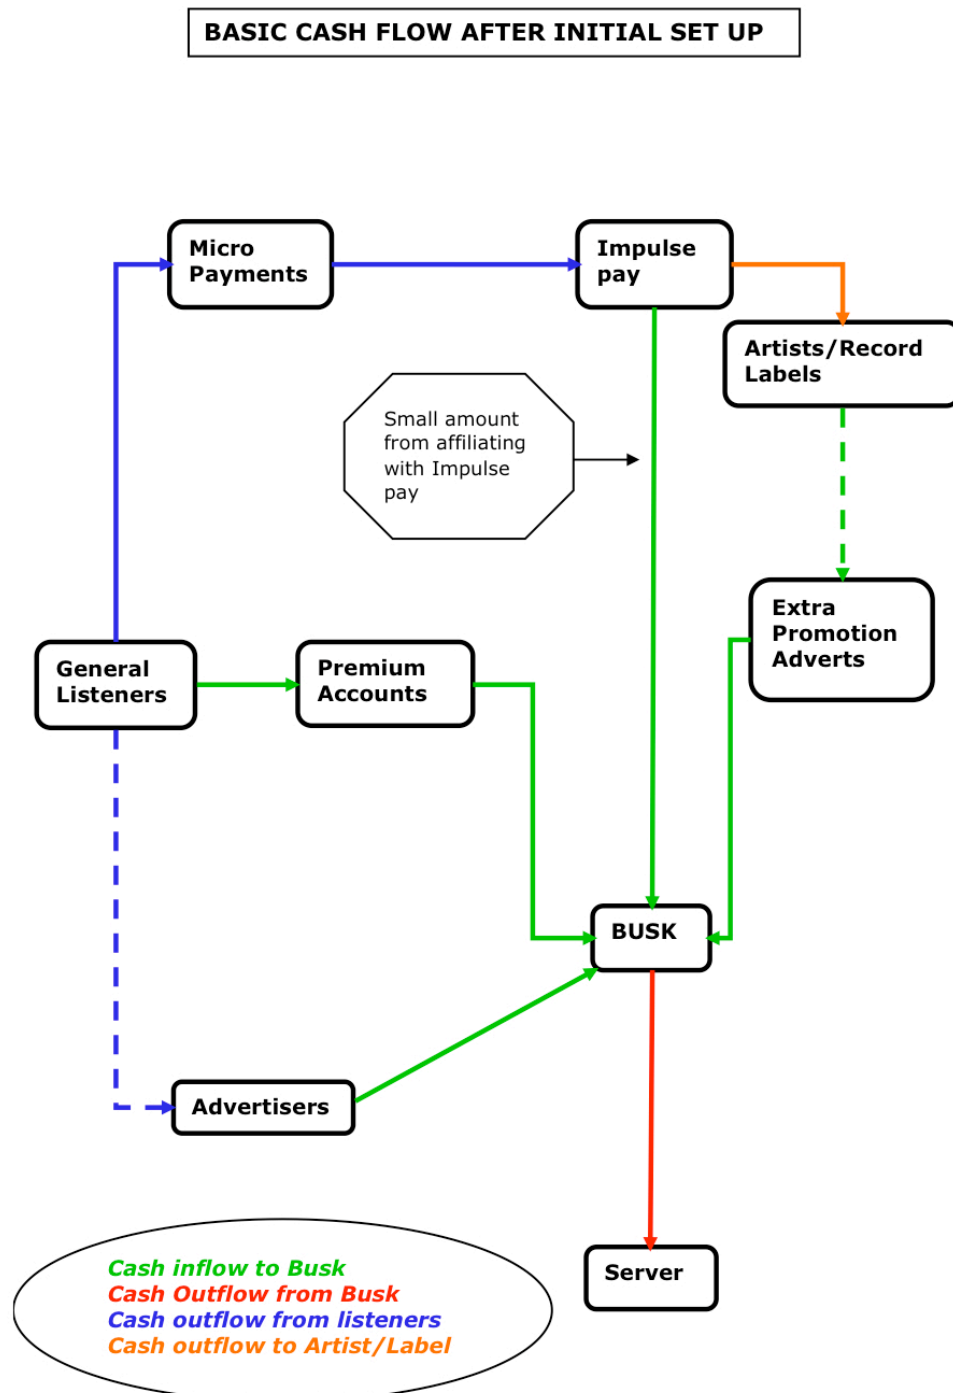 BASIC CASH FLOW AFTER INITIAL SET UP
Micro
Payments
Impulse
pay
Artists/Record
Labels
Small amount
from affiliating
with Impulse
pay
Extra
Promotion
Adverts
General
Listeners
Premium
Accounts
BUSK
Advertisers
Server
Cash inflow to Busk
Cash Outflow from Busk
Cash outflow from listeners
Cash outflow to Artist/Label